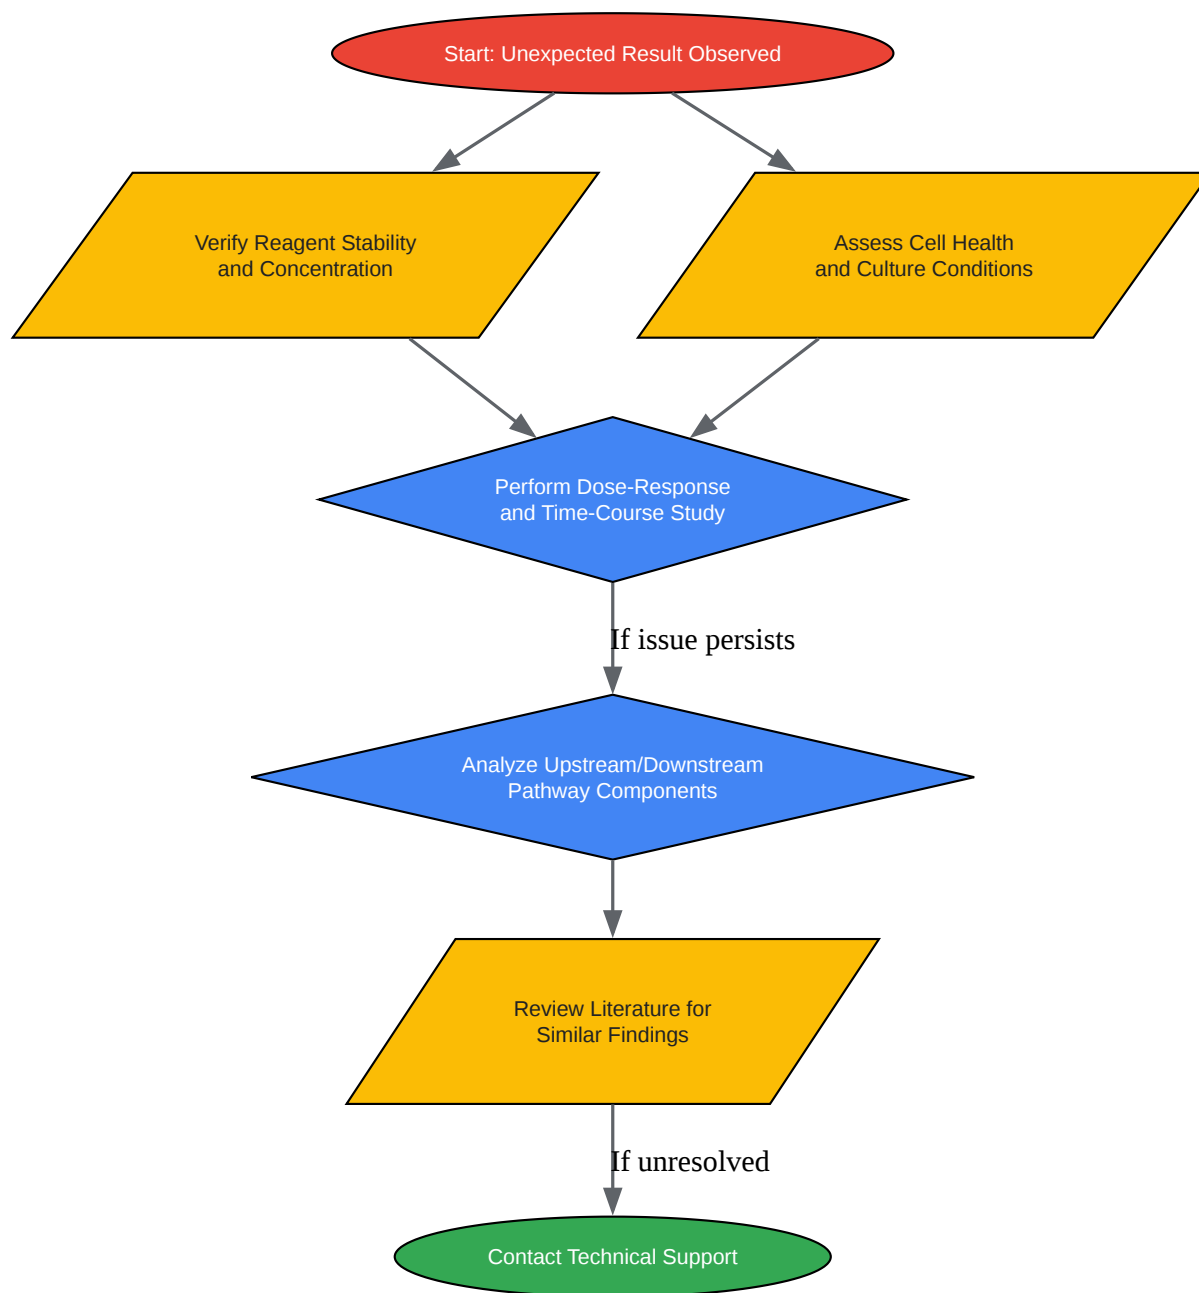 Start: Unexpected Result Observed
Verify Reagent Stability
and Concentration
Assess Cell Health
and Culture Conditions
Perform Dose-Response
and Time-Course Study
If issue persists
Analyze Upstream/Downstream
Pathway Components
Review Literature for
Similar Findings
If unresolved
Contact Technical Support